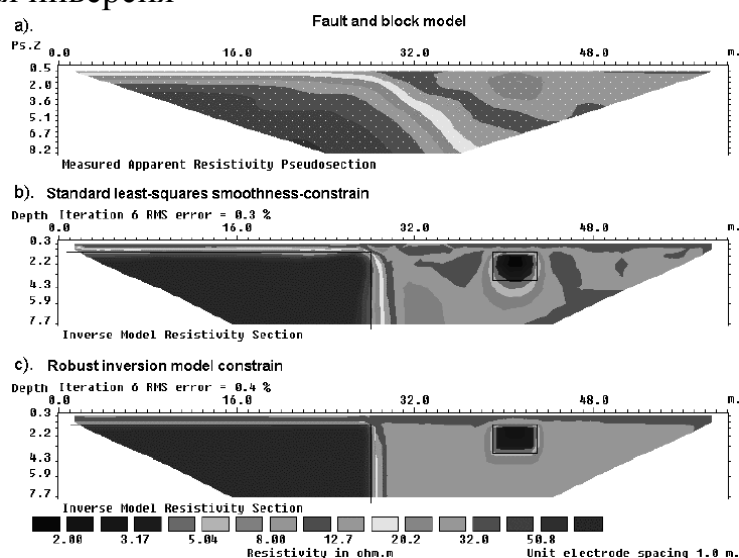 Fault and block model
a).
Ps.Z 0.0 16.0 32.0 48.0 m.
0.5
2.0
3.6
5.1
6.7
8.2
Measured Apparent Resistivity Pseudosection
b). Standard least-squares smoothness-constrain
Depth Iteration 6 RMS error = 0.3 %
0.0 16.0 32.0 48.0 m.
0.3
2.2
4.3
5.9
7.7
Inverse Model Resistivity Section
c). Robust inversion model constrain
Depth Iteration 6 RMS error = 0.4 %
0.0 16.0 32.0 48.0 m.
0.3
2.2
4.3
5.9
7.7
Inverse Model Resistivity Section
2.00 3.17 5.04 8.00 12.7 20.2 32.0 50.8
Resistivity in ohm.m Unit electrode spacing 1.0 m.